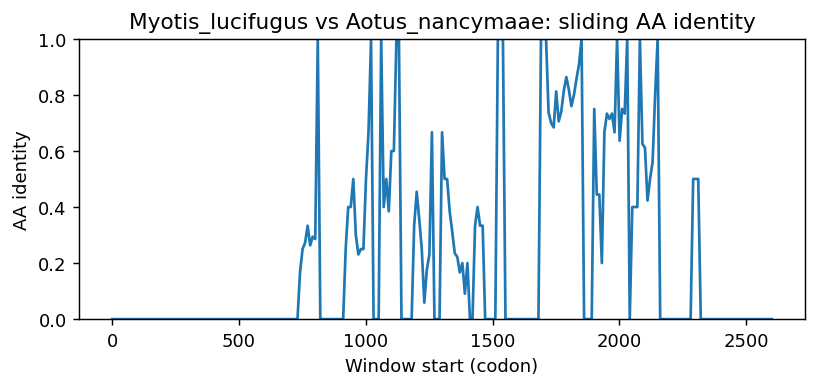 Myotis_lucifugus vs Aotus_nancymaae: sliding AA identity
1.0
0.8
0.6
0.4
0.2
0.0
AA identity
0 500 1000 1500 2000 2500
Window start (codon)